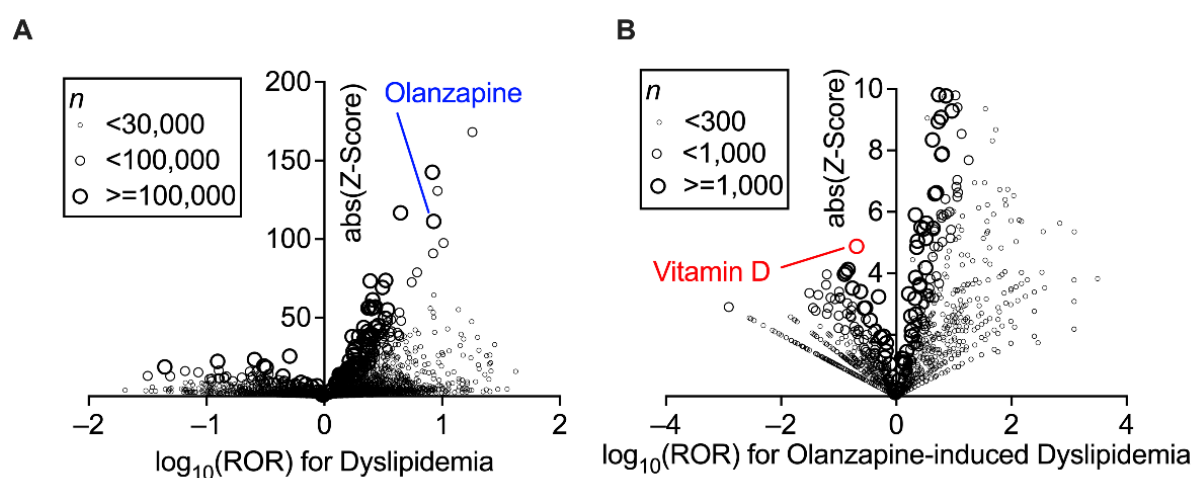 A
B
n
<30,000
<100,000
>=100,000
abs(Z-Score)
200
150
100
50
Olanzapine
–2
–1
0
1
2
log10(ROR) for Dyslipidemia
n
<300
<1,000
>=1,000
abs(Z-Score)
10
8
6
4
Vitamin D
–4
–2
0
2
4
log10(ROR) for Olanzapine-induced Dyslipidemia